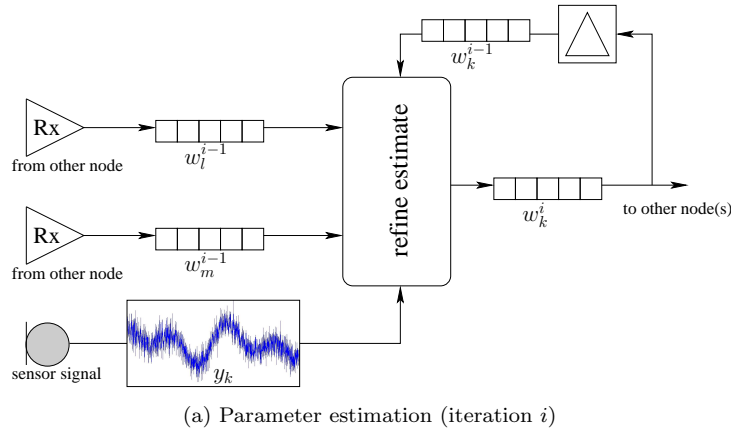 w_k^{i-1}
Rx
from other node
w_l^{i-1}
refine estimate
w_k^i
to other node(s)
Rx
from other node
w_m^{i-1}
sensor signal
y_k
(a) Parameter estimation (iteration i)